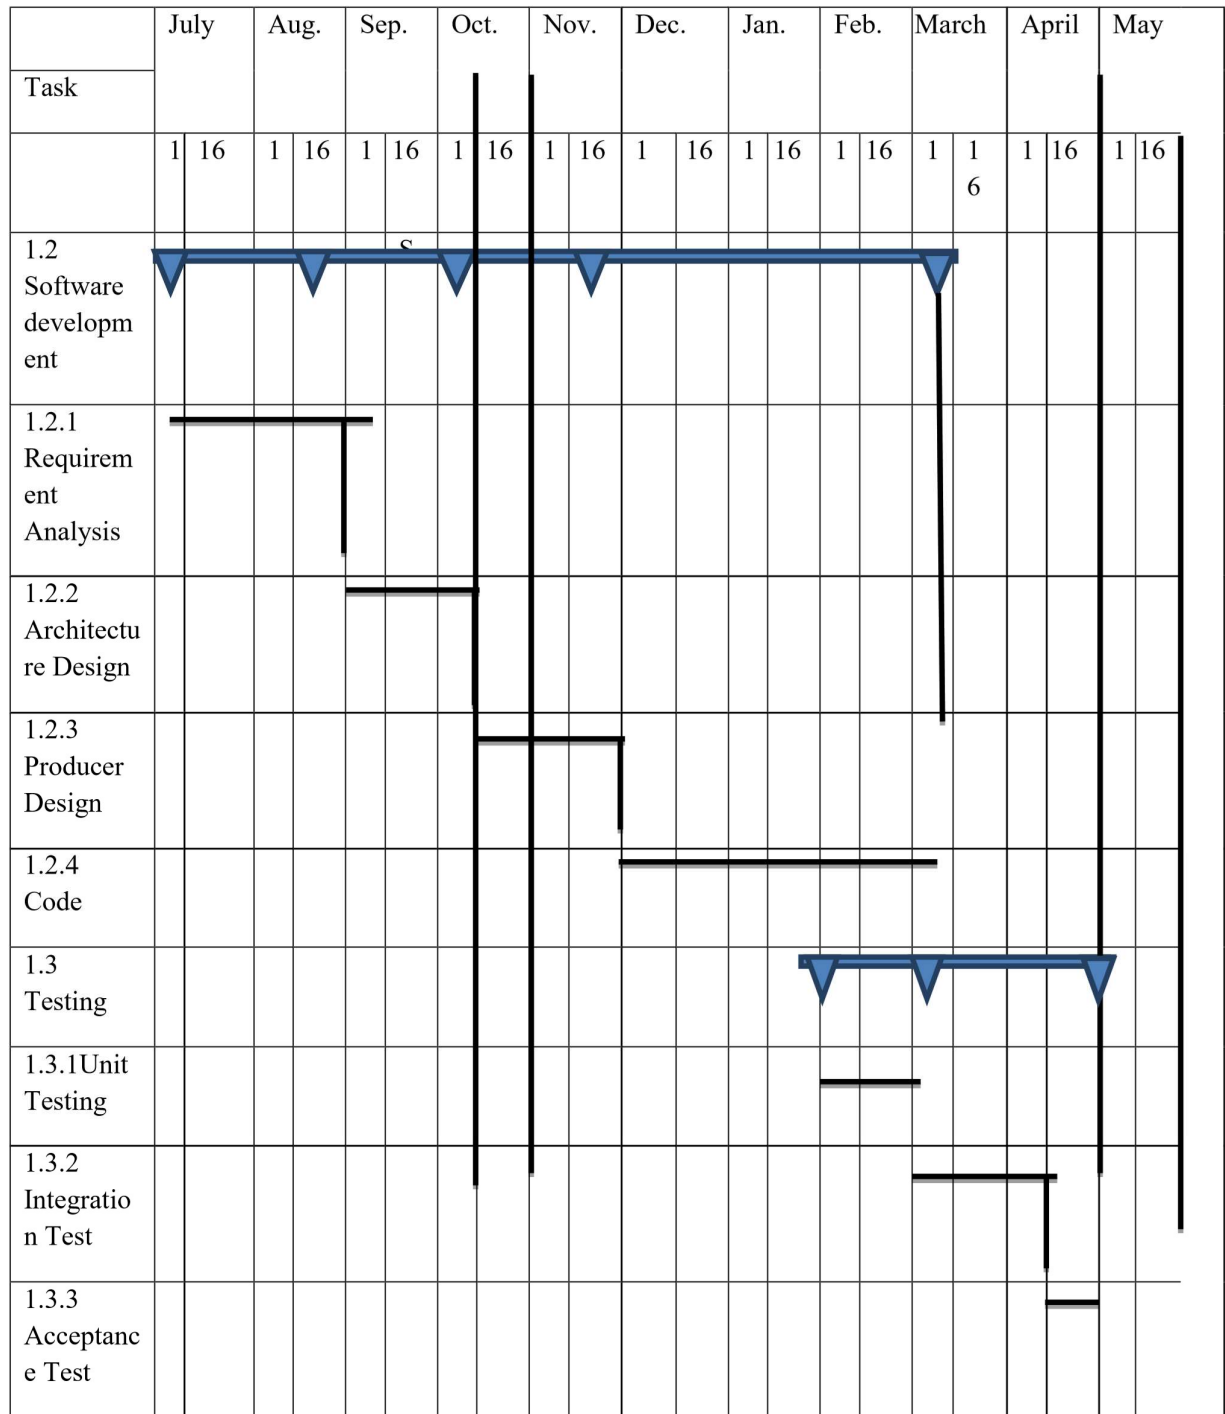 July Aug. Sep. Oct. Nov. Dec. Jan. Feb. March April May
Task
1 16 1 16 1 16 1 16 1 16 1 16 1 16 1 16 1 1 1 16 1 16
6
S
1.2
Software
developm
ent
1.2.1
Requirem
ent
Analysis
1.2.2
Architectu
re Design
1.2.3
Producer
Design
1.2.4
Code
1.3
Testing
1.3.1Unit
Testing
1.3.2
Integratio
n Test
1.3.3
Acceptanc
e Test